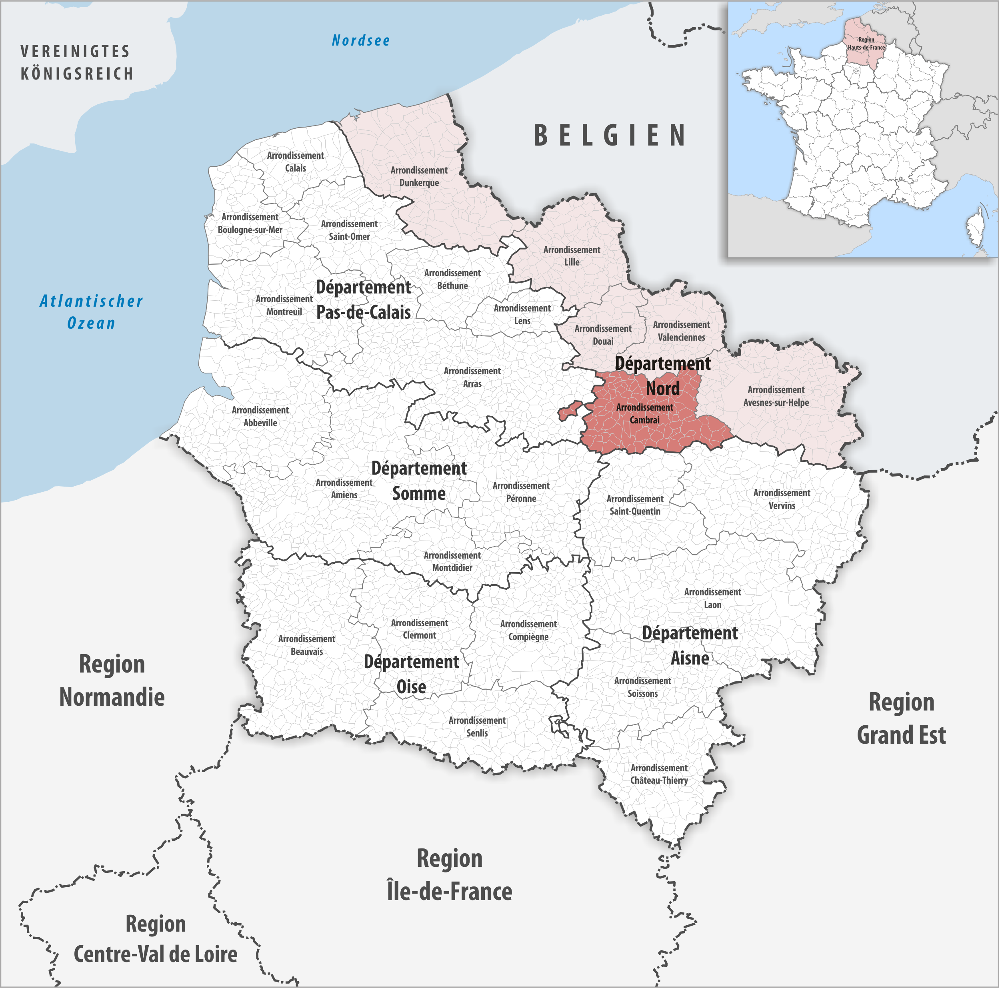 VEREINIGTES
KÖNIGSREICH
Nordsee
Region
Hauts-de-France
BELGIEN
Atlantischer
Ozean
Arrondissement
Calais
Arrondissement
Dunkerque
Arrondissement
Boulogne-sur-Mer
Arrondissement
Saint-Omer
Arrondissement
Lille
Arrondissement
Béthune
Département
Pas-de-Calais
Arrondissement
Montreuil
Arrondissement
Lens
Arrondissement
Douai
Arrondissement
Valenciennes
Département
Nord
Arrondissement
Arras
Arrondissement
Avesnes-sur-Helpe
Arrondissement
Cambrai
Arrondissement
Abbeville
Département
Somme
Arrondissement
Amiens
Arrondissement
Péronne
Arrondissement
Saint-Quentin
Arrondissement
Vervins
Arrondissement
Montdidier
Arrondissement
Laon
Arrondissement
Clermont
Arrondissement
Compiègne
Arrondissement
Beauvais
Département
Aisne
Département
Oise
Arrondissement
Soissons
Arrondissement
Senlis
Arrondissement
Château-Thierry
Region
Normandie
Region
Grand Est
Region
Île-de-France
Region
Centre-Val de Loire